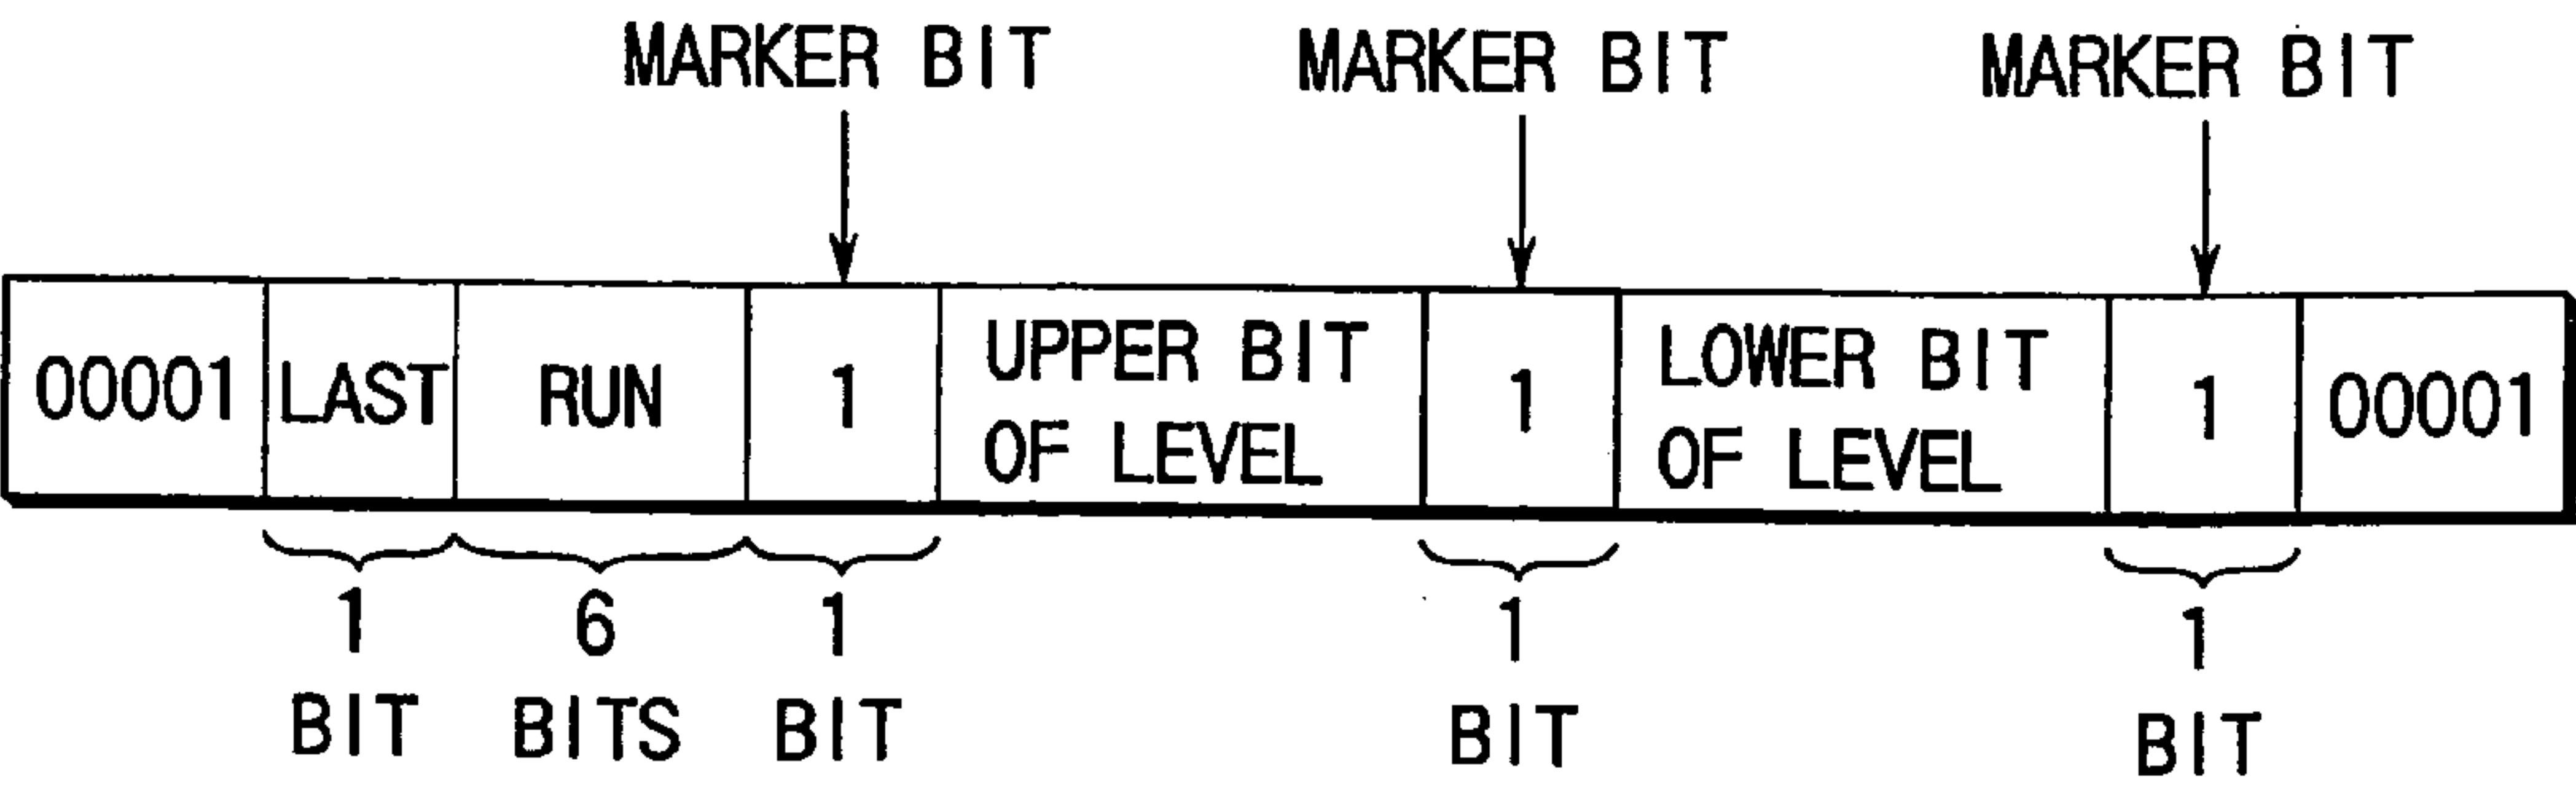 MARKER BIT MARKER BIT MARKER BIT
00001 LAST RUN 1 UPPER BIT OF LEVEL 1 LOWER BIT OF LEVEL 1 00001
1 6 1 1 1
BIT BITS BIT BIT BIT